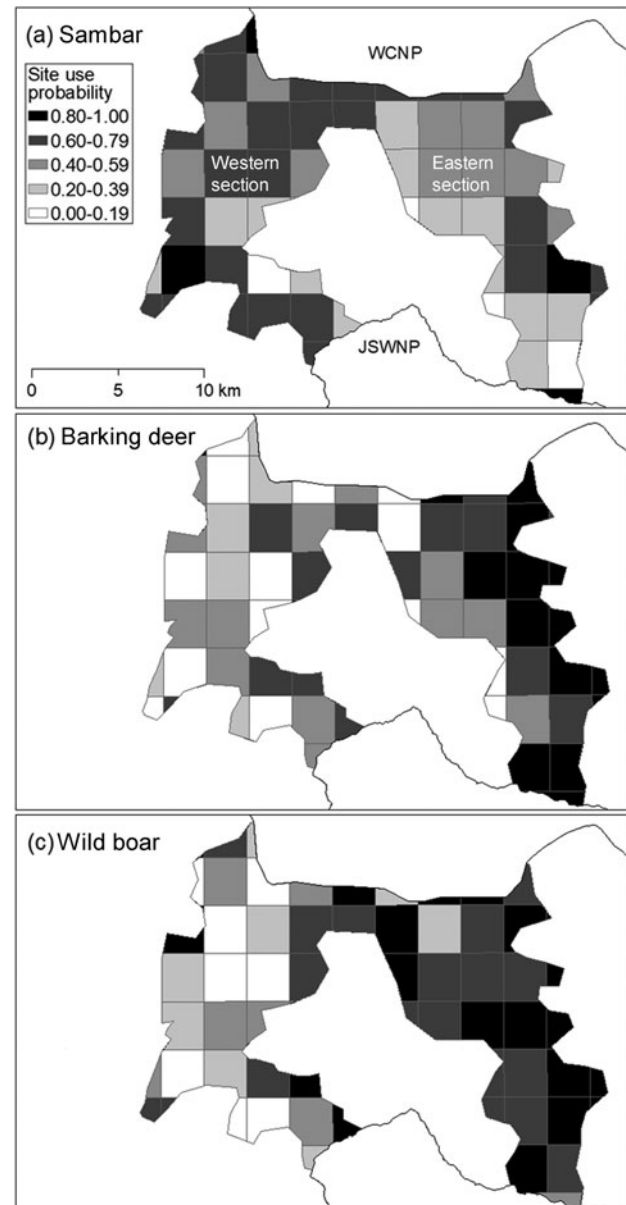 (a) Sambar
WCNP
Site use
probability
0.80-1.00
0.60-0.79
0.40-0.59
0.20-0.39
0.00-0.19
Western
section
Eastern
section
JSWNP
0 5 10 km
(b) Barking deer
(c) Wild boar